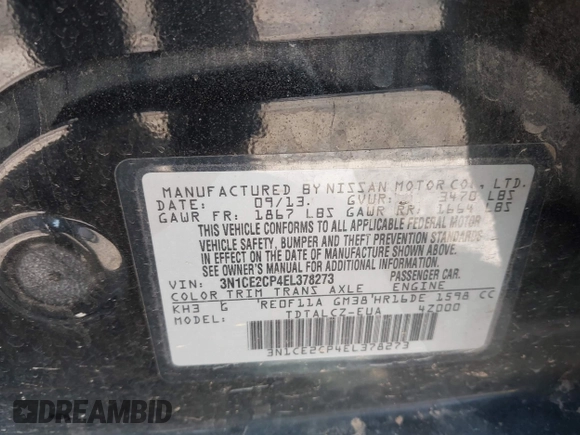 MANUFACTURED BY NISSAN MOTOR CO., LTD.
DATE: 09/13. GVWR: 3470 LBS
GAWR FR: 1867 LBS GAWR RR: 1664 LBS
THIS VEHICLE CONFORMS TO ALL APPLICABLE FEDERAL MOTOR
VEHICLE SAFETY, BUMPER AND THEFT PREVENTION STANDARDS
IN EFFECT ON THE DATE OF MANUFACTURE SHOWN ABOVE.
SEE OWNER'S MANUAL FOR ADDITIONAL INFORMATION
VIN: 3N1CE2CP4EL378273 PASSENGER CAR.
COLOR TRIM TRANS AXLE ENGINE
KH3 G RE0F11A GM38 HR16DE 1598 CC
MODEL: TDTALCZ-EUA 4Z000
3N1CE2CP4EL378273
DREAMBID